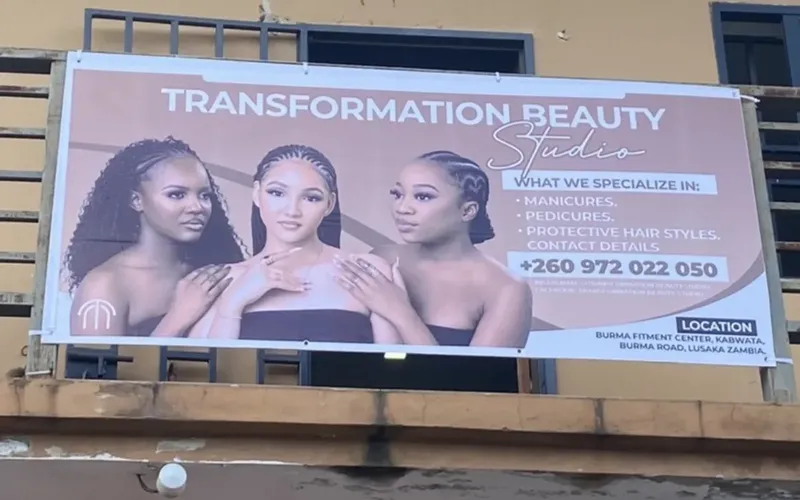 TRANSFORMATION BEAUTY
Studio
WHAT WE SPECIALIZE IN:
• MANICURES.
• PEDICURES.
• PROTECTIVE HAIR STYLES.
CONTACT DETAILS
+260 972 022 050
LOCATION
BURMA FITMENT CENTER, KABWATA.
BURMA ROAD, LUSAKA ZAMBIA.